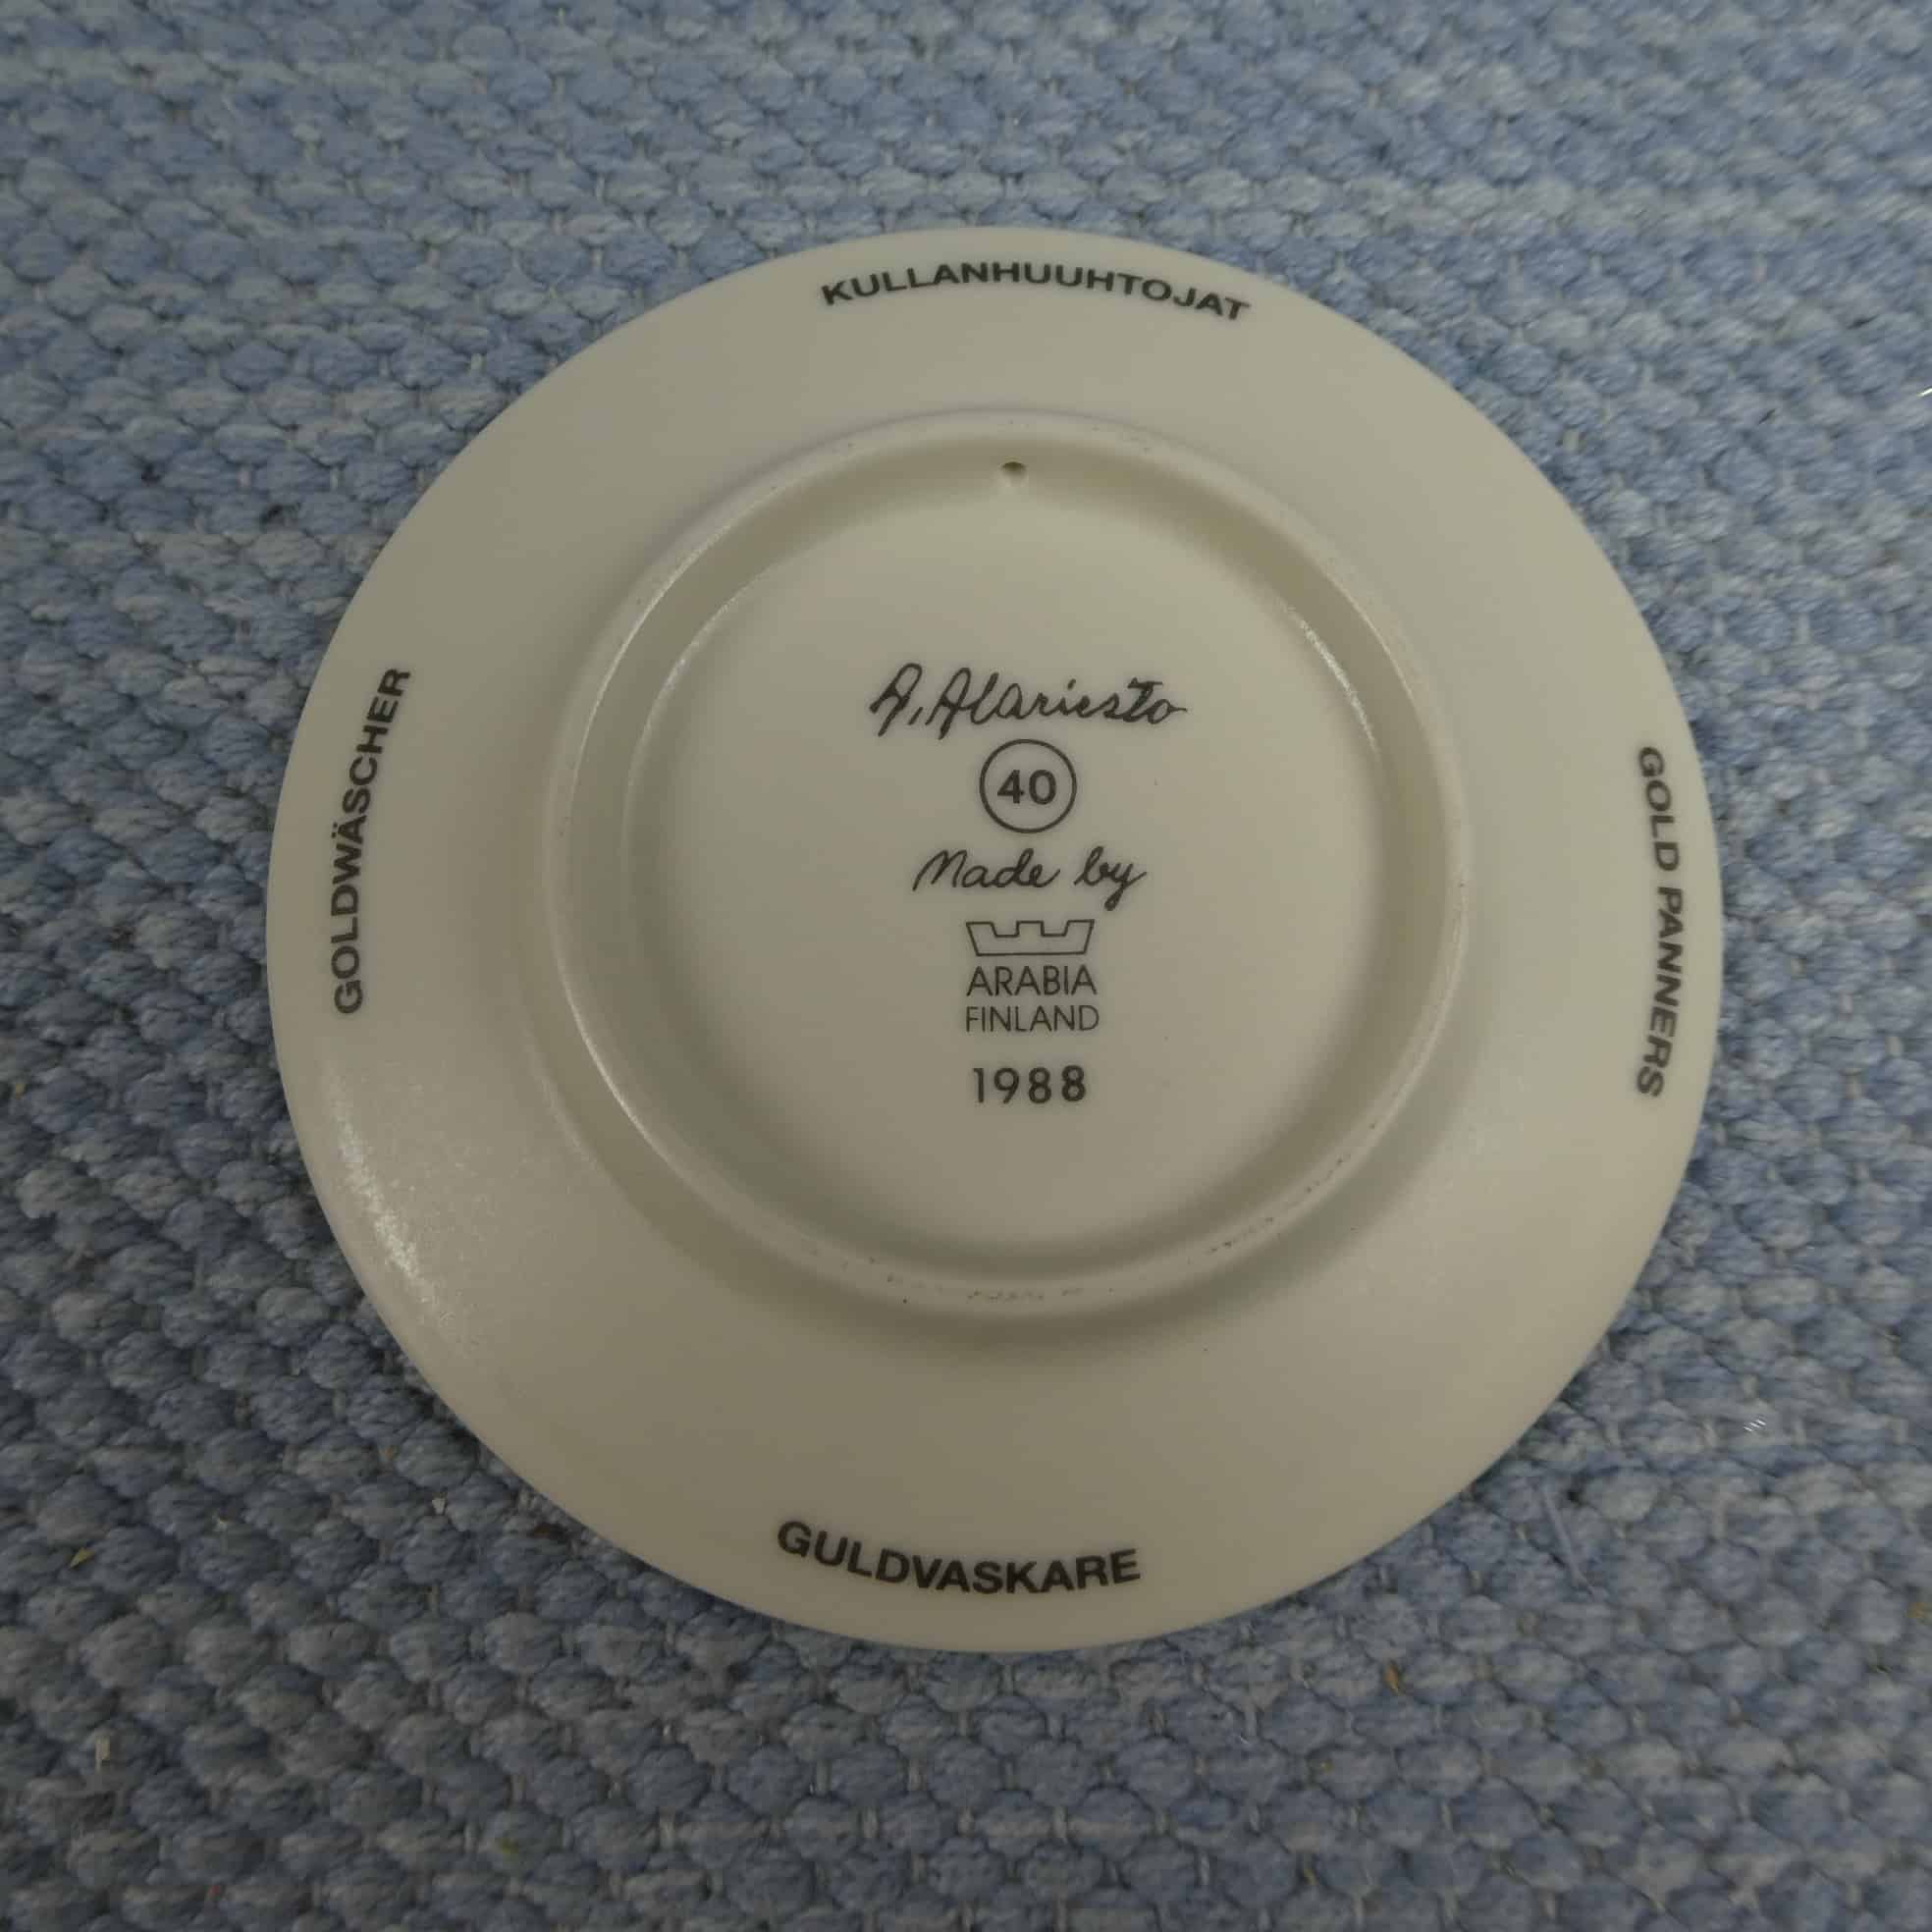 KULLANHUUHTOJAT
GOLDWÄSCHER
A. Alariesto
40
Made by
ARABIA
FINLAND
1988
GOLD PANNERS
GULDVASKARE